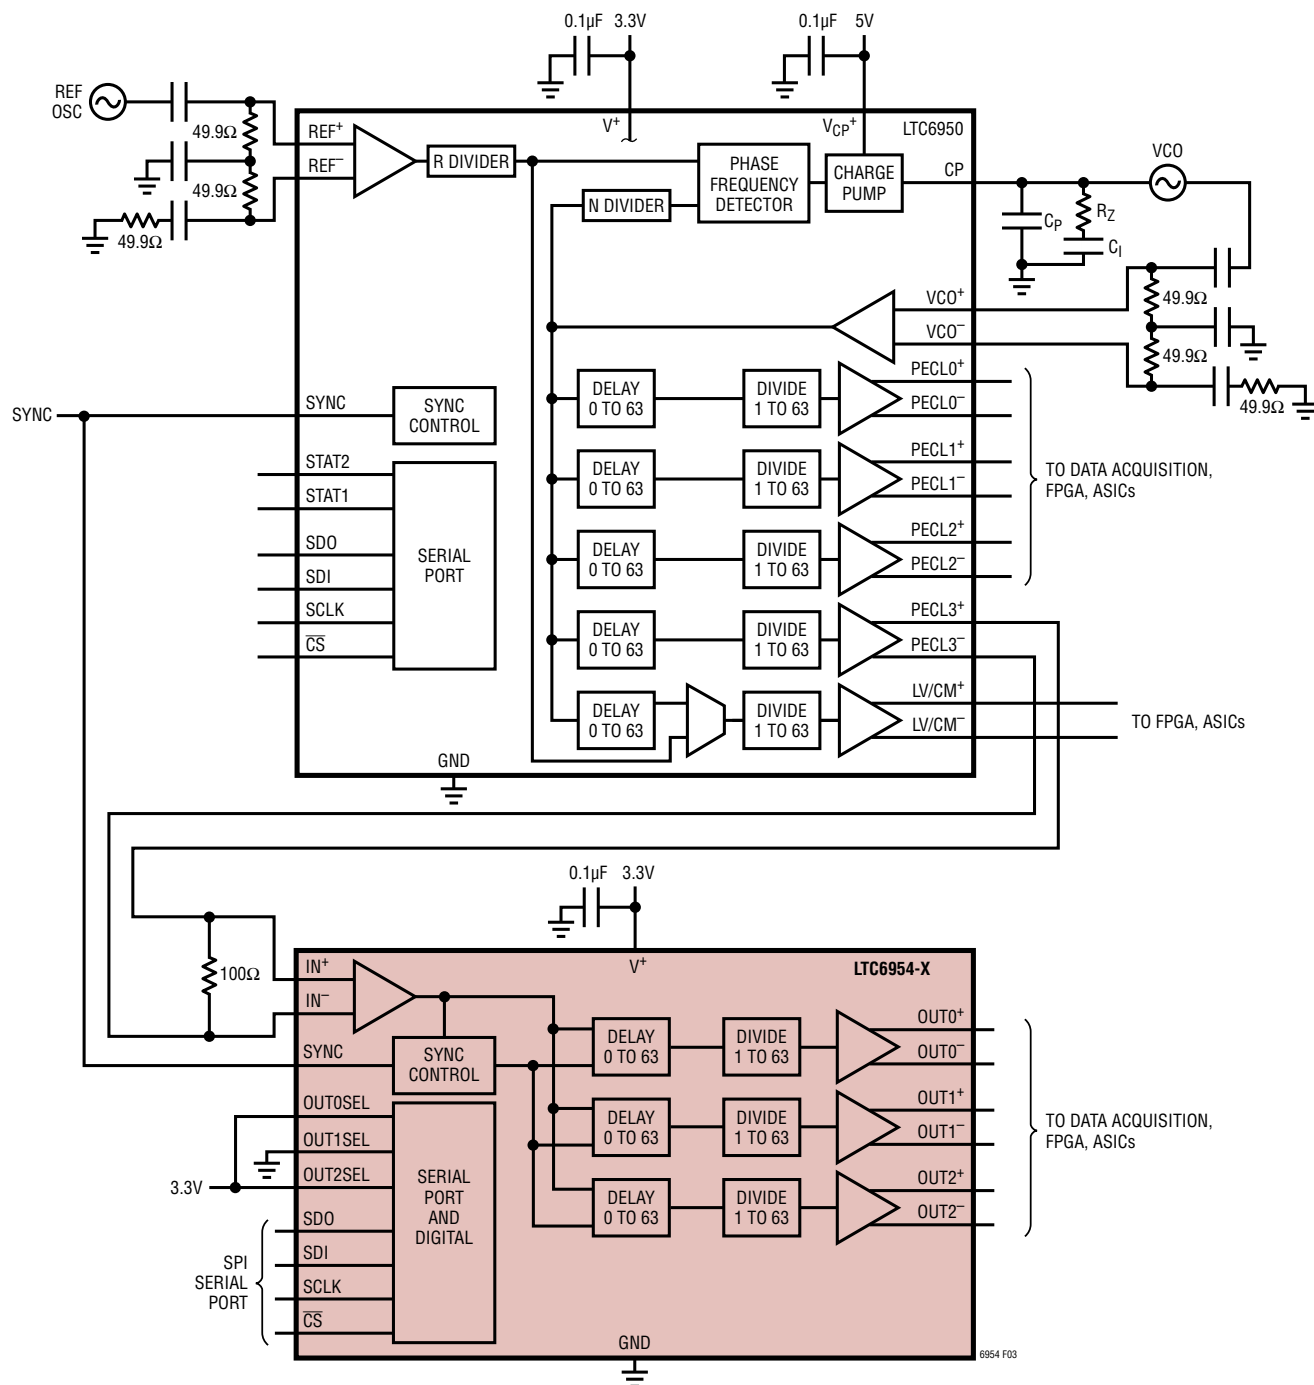 0.1µF 3.3V
0.1µF 5V
REF
OSC
49.9Ω
49.9Ω
49.9Ω
V+
VCP+
LTC6950
REF+
REF–
R DIVIDER
N DIVIDER
PHASE
FREQUENCY
DETECTOR
CHARGE
PUMP
CP
VCO
CP
RZ
CI
VCO+
VCO–
49.9Ω
49.9Ω
49.9Ω
SYNC
SYNC
SYNC
CONTROL
STAT2
STAT1
SDO
SDI
SCLK
CS
SERIAL
PORT
DELAY
0 TO 63
DIVIDE
1 TO 63
PECL0+
PECL0–
DELAY
0 TO 63
DIVIDE
1 TO 63
PECL1+
PECL1–
DELAY
0 TO 63
DIVIDE
1 TO 63
PECL2+
PECL2–
TO DATA ACQUISITION,
FPGA, ASICs
DELAY
0 TO 63
DIVIDE
1 TO 63
PECL3+
PECL3–
DELAY
0 TO 63
DIVIDE
1 TO 63
LV/CM+
LV/CM–
TO FPGA, ASICs
GND
0.1µF 3.3V
100Ω
IN+
IN–
V+
LTC6954-X
SYNC
SYNC
CONTROL
OUT0SEL
OUT1SEL
OUT2SEL
3.3V
SDO
SDI
SCLK
CS
SPI
SERIAL
PORT
SERIAL
PORT
AND
DIGITAL
DELAY
0 TO 63
DIVIDE
1 TO 63
OUT0+
OUT0–
DELAY
0 TO 63
DIVIDE
1 TO 63
OUT1+
OUT1–
DELAY
0 TO 63
DIVIDE
1 TO 63
OUT2+
OUT2–
TO DATA ACQUISITION,
FPGA, ASICs
GND
6954 F03